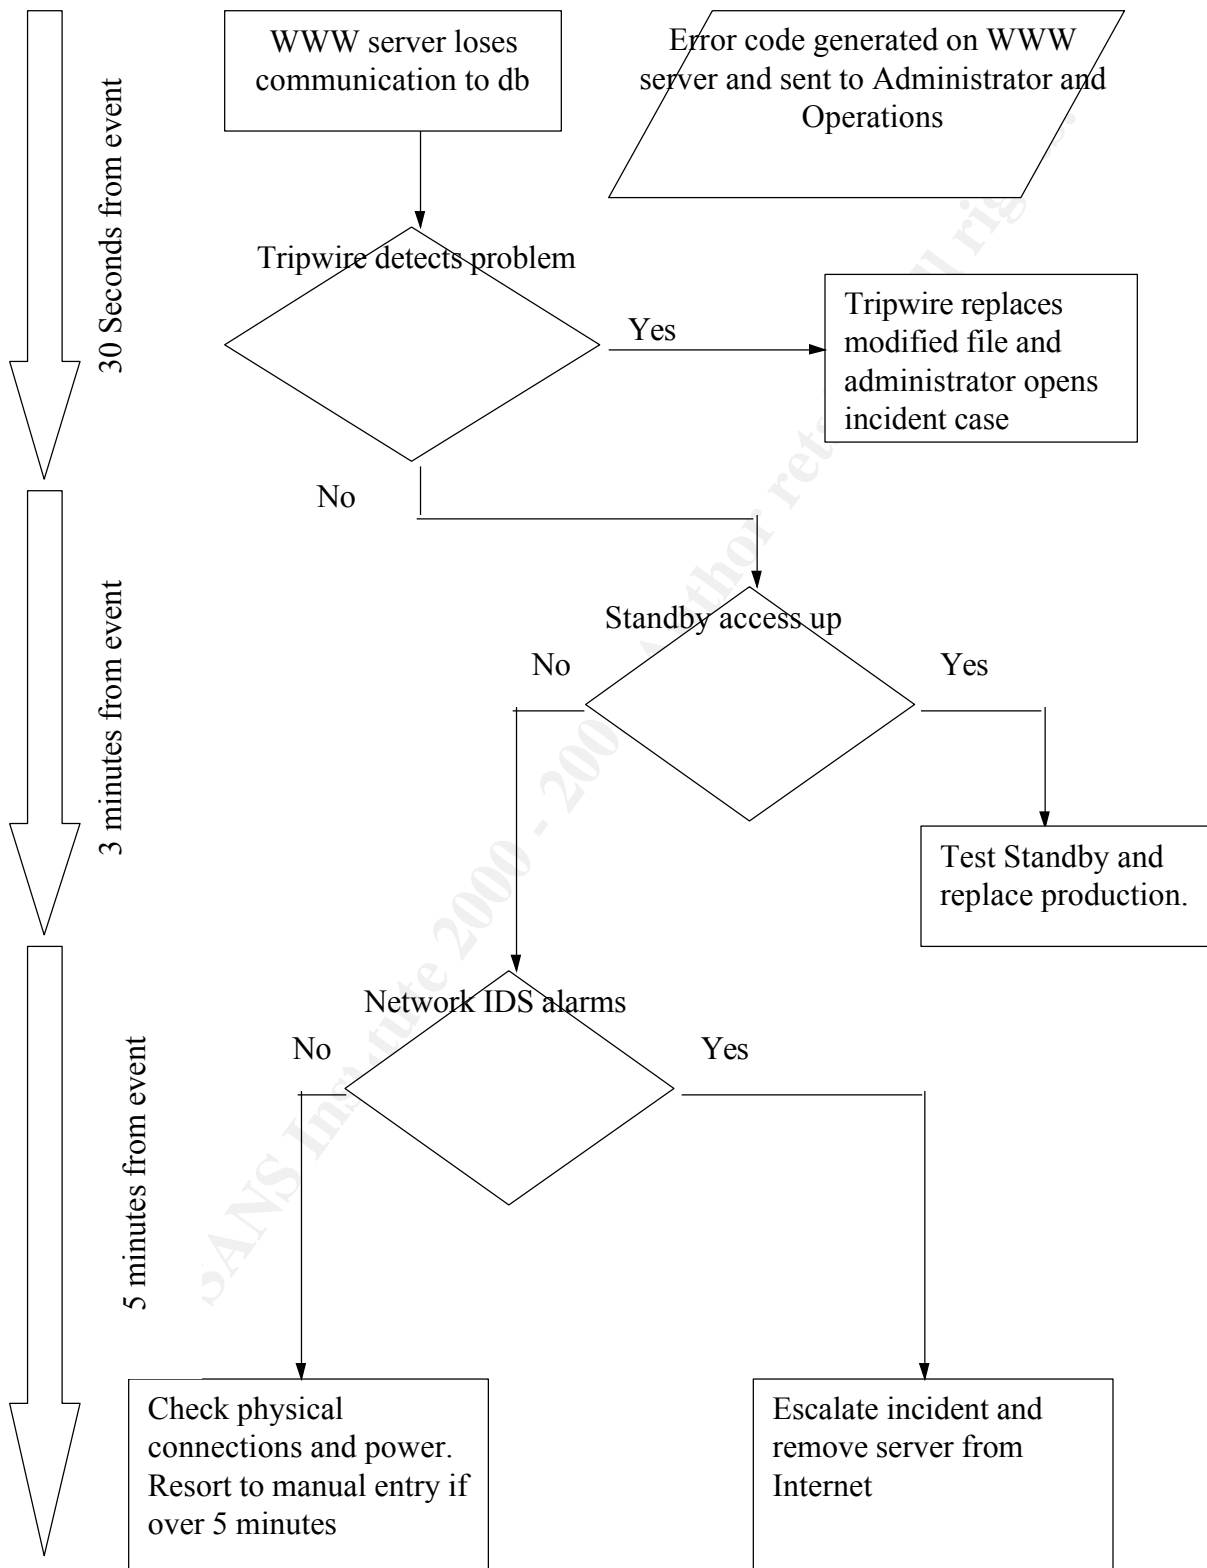 WWW server loses
communication to db
Error code generated on WWW
server and sent to Administrator and
Operations
30 Seconds from event
Tripwire detects problem
Yes
Tripwire replaces
modified file and
administrator opens
incident case
No
3 minutes from event
Standby access up
No
Yes
Test Standby and
replace production.
Network IDS alarms
No
Yes
5 minutes from event
Check physical
connections and power.
Resort to manual entry if
over 5 minutes
Escalate incident and
remove server from
Internet
SANS Institute 2000 - 200